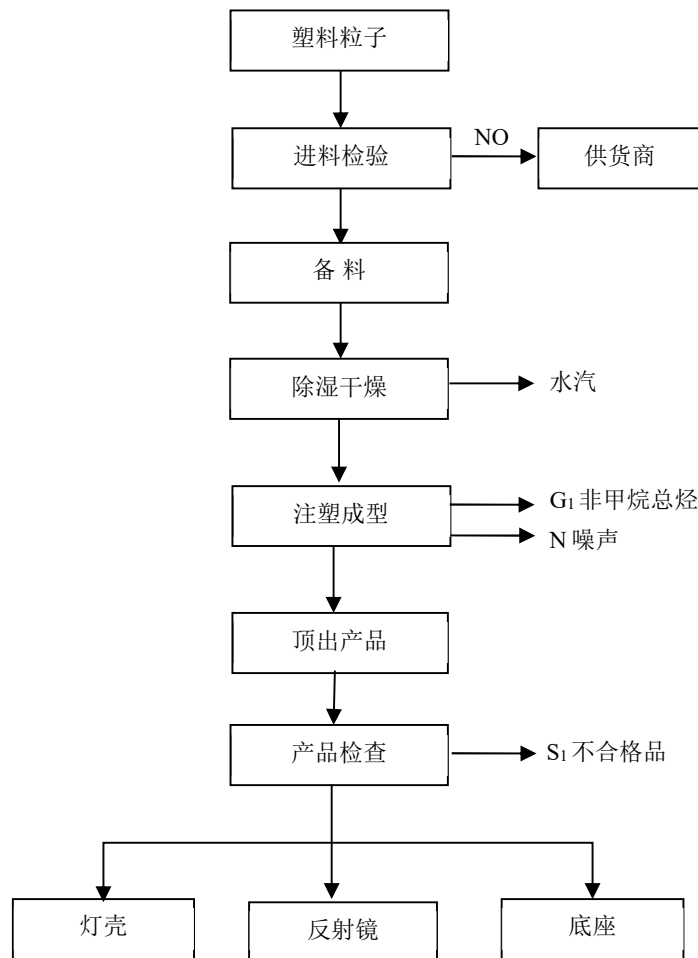 塑料粒子
进料检验
NO
供货商
备 料
除湿干燥
水汽
注塑成型
G₁ 非甲烷总烃
N 噪声
顶出产品
产品检查
S₁ 不合格品
灯壳
反射镜
底座